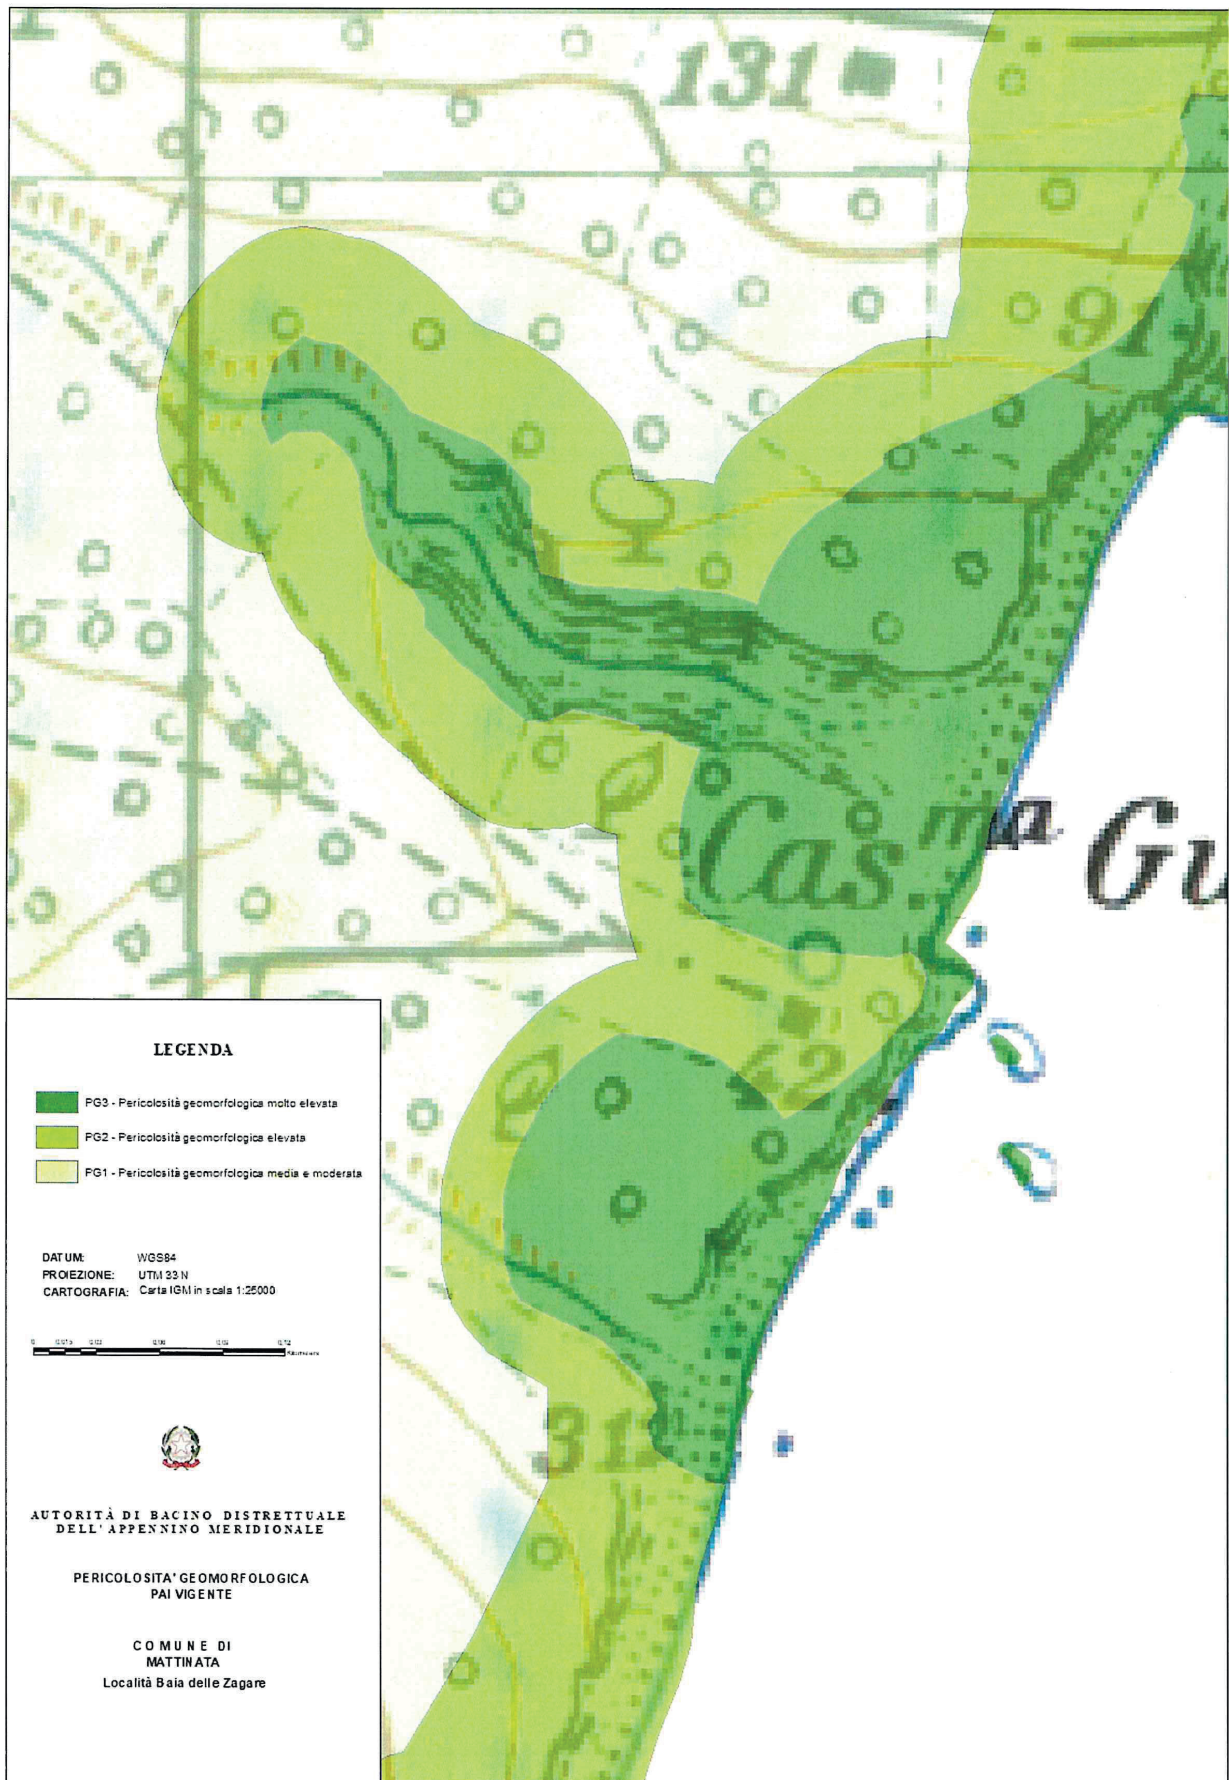 131
91
Cas
ma
Gu
62
31
LEGENDA
PG3 - Pericolosità geomorfologica molto elevata
PG2 - Pericolosità geomorfologica elevata
PG1 - Pericolosità geomorfologica media e moderata
DATUM: WGS84
PROIEZIONE: UTM 33 N
CARTOGRAFIA: Carta IGM in scala 1:25000
AUTORITÀ DI BACINO DISTRETTUALE
DELL' APPENNINO MERIDIONALE
PERICOLOSITA' GEOMORFOLOGICA
PAI VIGENTE
COMUNE DI
MATTINATA
Località Baia delle Zagare